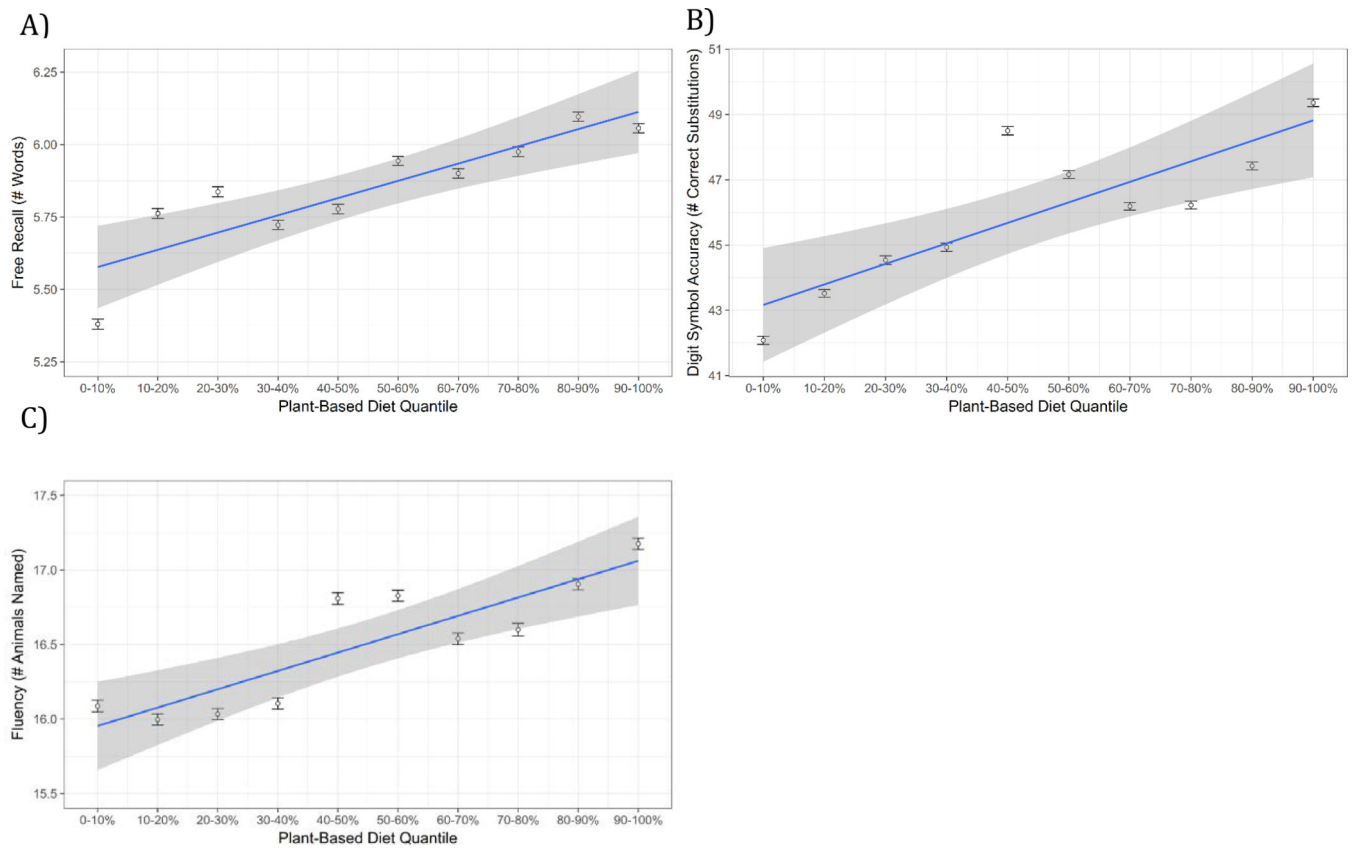 A)
Free Recall (# Words)
6.25
6.00
5.75
5.50
5.25
0-10% 10-20% 20-30% 30-40% 40-50% 50-60% 60-70% 70-80% 80-90% 90-100%
Plant-Based Diet Quantile
B)
Digit Symbol Accuracy (# Correct Substitutions)
51
49
47
45
43
41
0-10% 10-20% 20-30% 30-40% 40-50% 50-60% 60-70% 70-80% 80-90% 90-100%
Plant-Based Diet Quantile
C)
Fluency (# Animals Named)
17.5
17.0
16.5
16.0
15.5
0-10% 10-20% 20-30% 30-40% 40-50% 50-60% 60-70% 70-80% 80-90% 90-100%
Plant-Based Diet Quantile